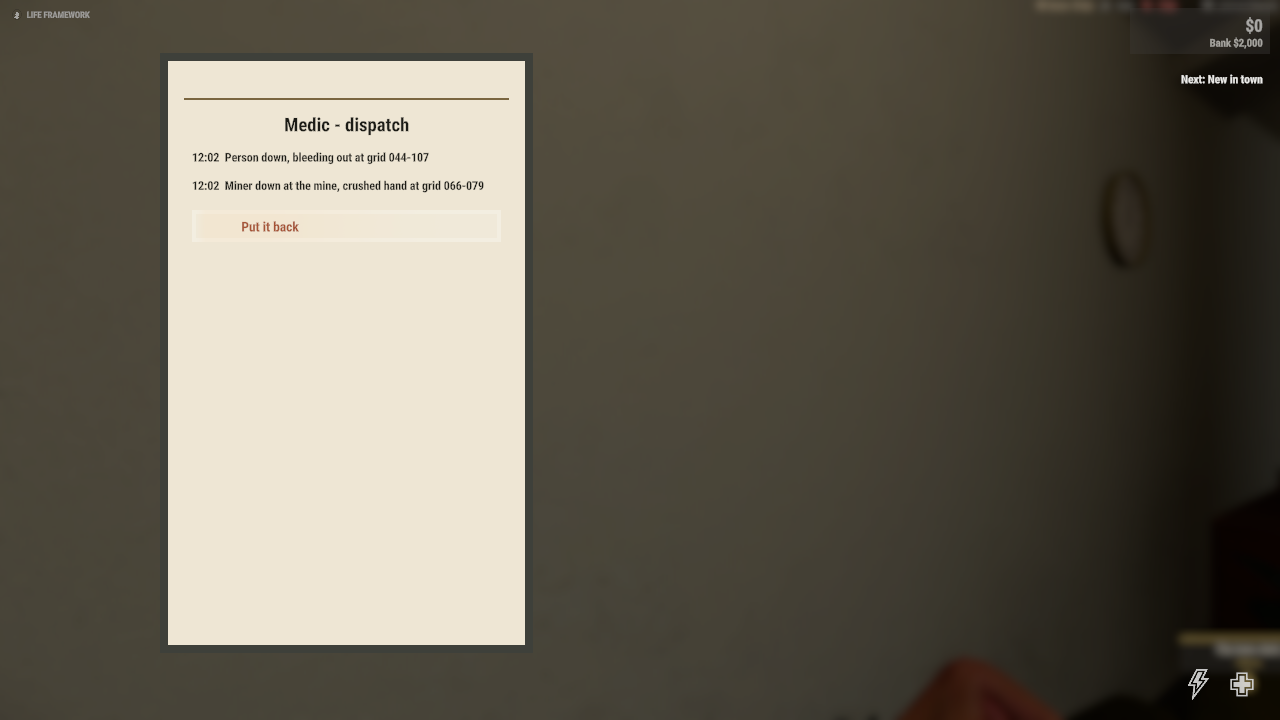 LIFE FRAMEWORK
$0
Bank $2,000
Next: New in town
Medic - dispatch
12:02 Person down, bleeding out at grid 044-107
12:02 Miner down at the mine, crushed hand at grid 066-079
Put it back